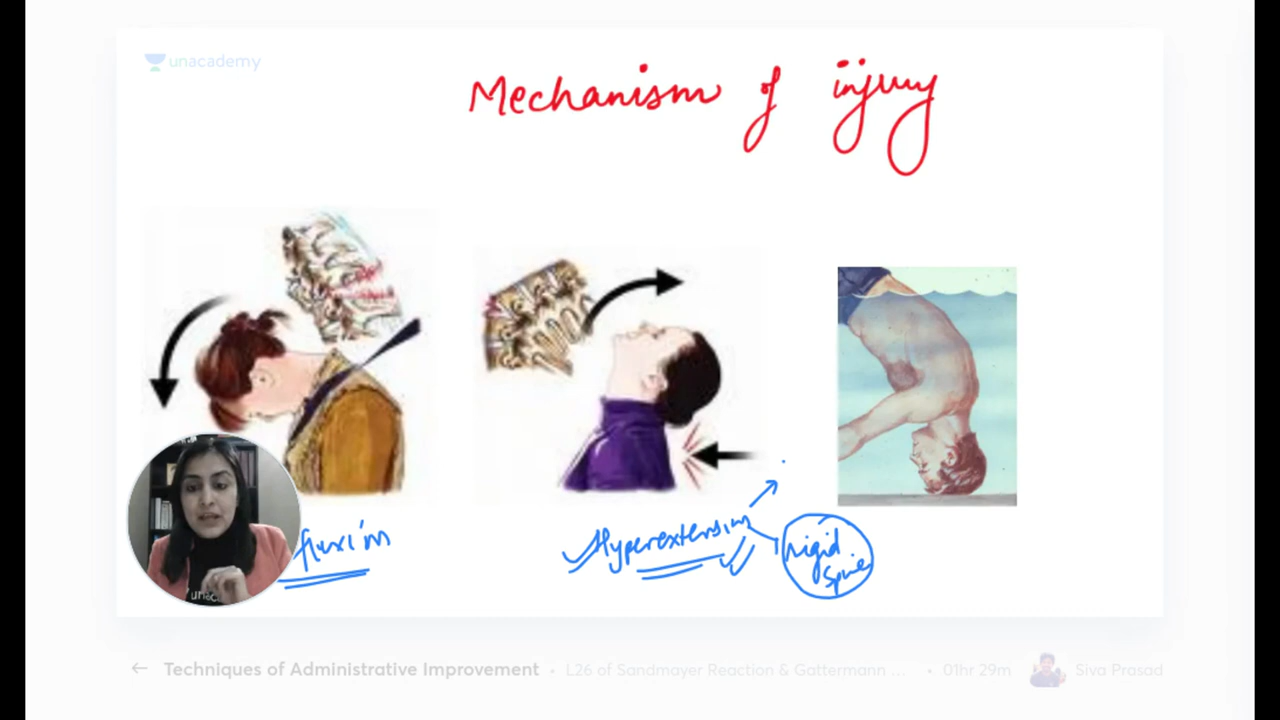 unacademy
Mechanism of injury
flexion
Hyperextension
rigid
spine
← Techniques of Administrative Improvement • L26 of Sandmayer Reaction & Gattermann ... • 01hr 29m Siva Prasad